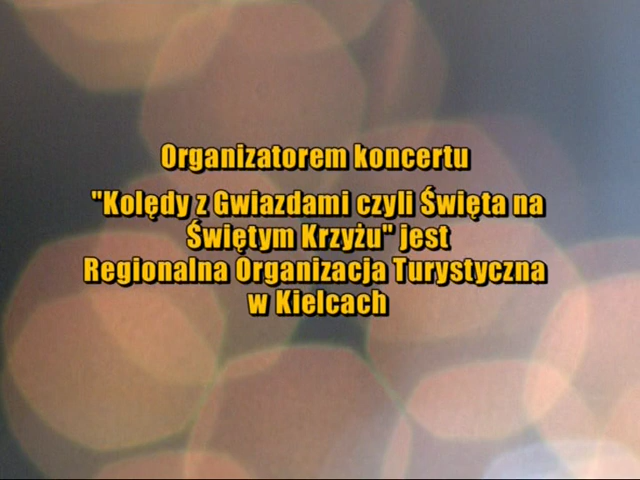 Organizatorem koncertu
"Kolędy z Gwiazdami czyli Święta na
Świętym Krzyżu" jest
Regionalna Organizacja Turystyczna
w Kielcach